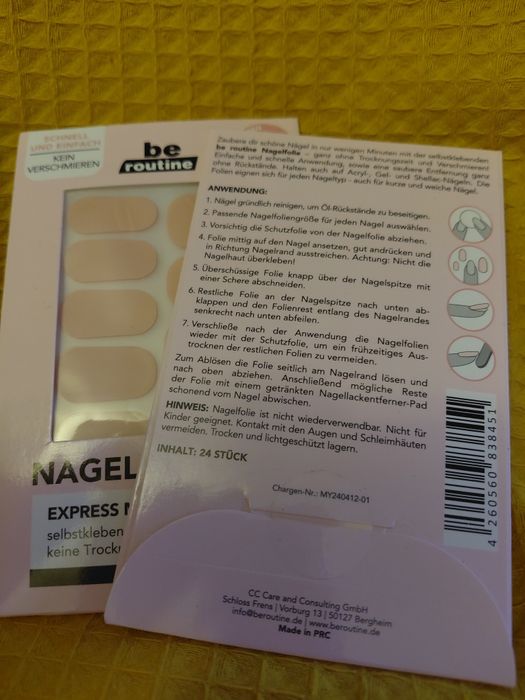 SCHNELL
UND EINFACH
KEIN
VERSCHMIEREN
be
routine
NAGEL
EXPRESS
selbstkleben
keine Trock
Zaubere dir schöne Nägel in nur wenigen Minuten mit der selbstklebenden
be routine Nagelfolie – ganz ohne Trocknungszeit und Verschmieren!
Einfache und schnelle Anwendung, sowie eine saubere Entfernung ganz
ohne Rückstände. Halten auch auf Acryl-, Gel- und Shellac-Nägeln. Die
Folien eignen sich für jeden Nageltyp – auch für kurze und weiche Nägel.
ANWENDUNG:
1. Nägel gründlich reinigen, um Öl-Rückstände zu beseitigen.
2. Passende Nagelfoliengröße für jeden Nagel auswählen.
3. Vorsichtig die Schutzfolie von der Nagelfolie abziehen.
4. Folie mittig auf den Nagel ansetzen, gut andrücken und
in Richtung Nagelrand ausstreichen. Achtung: Nicht die
Nagelhaut überkleben!
5. Überschüssige Folie knapp über der Nagelspitze mit
einer Schere abschneiden.
6. Restliche Folie an der Nagelspitze nach unten ab-
klappen und den Folienrest entlang des Nagelrandes
senkrecht nach unten abfeilen.
7. Verschließe nach der Anwendung die Nagelfolien
wieder mit der Schutzfolie, um ein frühzeitiges Aus-
trocknen der restlichen Folien zu vermeiden.
Zum Ablösen die Folie seitlich am Nagelrand lösen und
nach oben abziehen. Anschließend mögliche Reste
der Folie mit einem getränkten Nagellackentferner-Pad
schonend vom Nagel abwischen.
HINWEIS: Nagelfolie ist nicht wiederverwendbar. Nicht für
Kinder geeignet. Kontakt mit den Augen und Schleimhäuten
vermeiden. Trocken und lichtgeschützt lagern.
INHALT: 24 STÜCK
Chargen-Nr.: MY240412-01
4 260560 838451
CC Care and Consulting GmbH
Schloss Frens | Vorburg 13 | 50127 Bergheim
info@beroutine.de | www.beroutine.de
Made in PRC